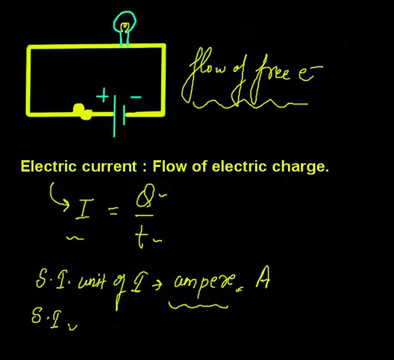 + −
flow of free e⁻
Electric current : Flow of electric charge.
I = Q
t
S.I. unit of I → ampere. A
S.I.